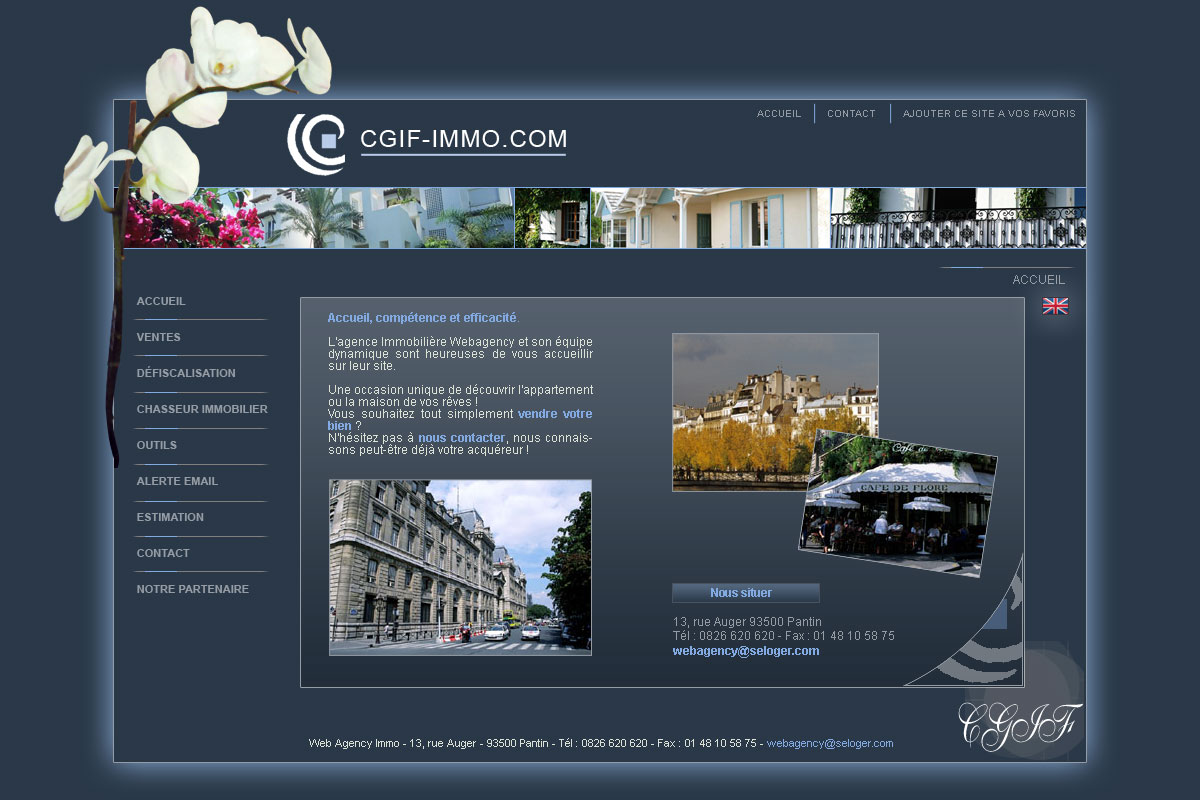 ACCUEIL CONTACT AJOUTER CE SITE A VOS FAVORIS
CGIF-IMMO.COM
ACCUEIL
ACCUEIL
VENTES
DÉFISCALISATION
CHASSEUR IMMOBILIER
OUTILS
ALERTE EMAIL
ESTIMATION
CONTACT
NOTRE PARTENAIRE
Accueil, compétence et efficacité.
L'agence Immobilière Webagency et son équipe
dynamique sont heureuses de vous accueillir
sur leur site.
Une occasion unique de découvrir l'appartement
ou la maison de vos rêves !
Vous souhaitez tout simplement vendre votre
bien ?
N'hésitez pas à nous contacter, nous connais-
sons peut-être déjà votre acquéreur !
CAFE DE FLORE
Nous situer
13, rue Auger 93500 Pantin
Tél : 0826 620 620 - Fax : 01 48 10 58 75
webagency@seloger.com
CGIF
Web Agency Immo - 13, rue Auger - 93500 Pantin - Tél : 0826 620 620 - Fax : 01 48 10 58 75 - webagency@seloger.com